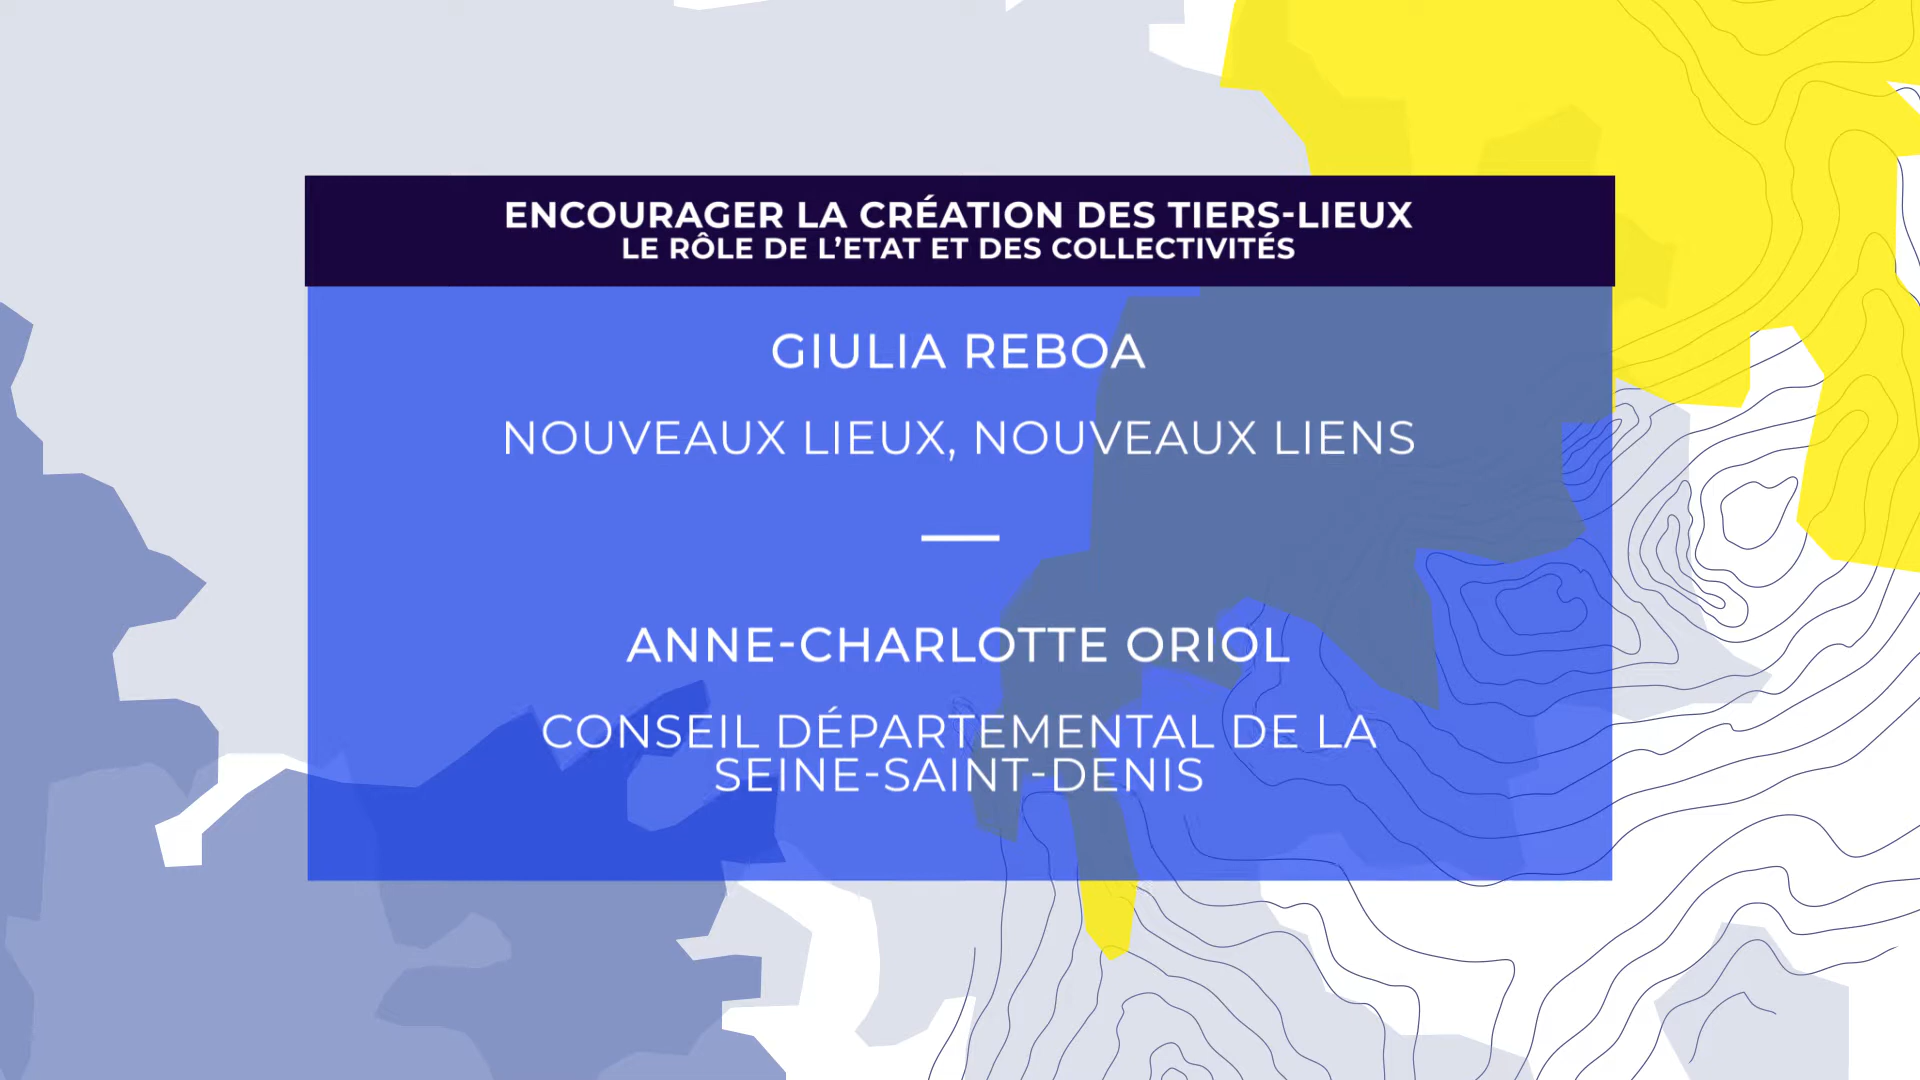 ENCOURAGER LA CRÉATION DES TIERS-LIEUX
LE RÔLE DE L’ETAT ET DES COLLECTIVITÉS
GIULIA REBOA
NOUVEAUX LIEUX, NOUVEAUX LIENS
ANNE-CHARLOTTE ORIOL
CONSEIL DÉPARTEMENTAL DE LA
SEINE-SAINT-DENIS